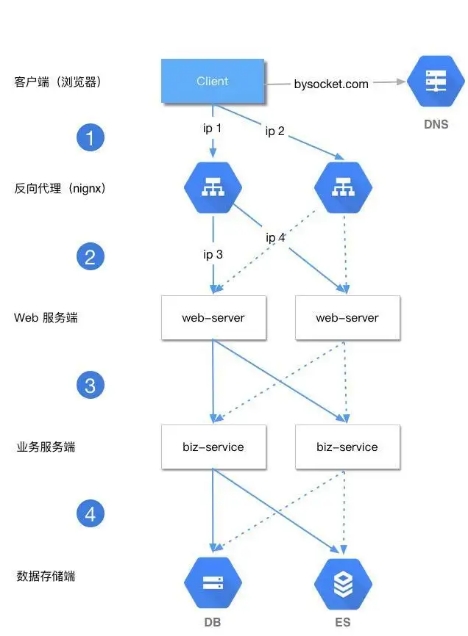 客户端（浏览器）
Client
bysocket.com
DNS
ip 1
ip 2
1
反向代理（nignx）
ip 3
ip 4
2
Web 服务端
web-server
web-server
3
业务服务端
biz-service
biz-service
4
数据存储端
DB
ES